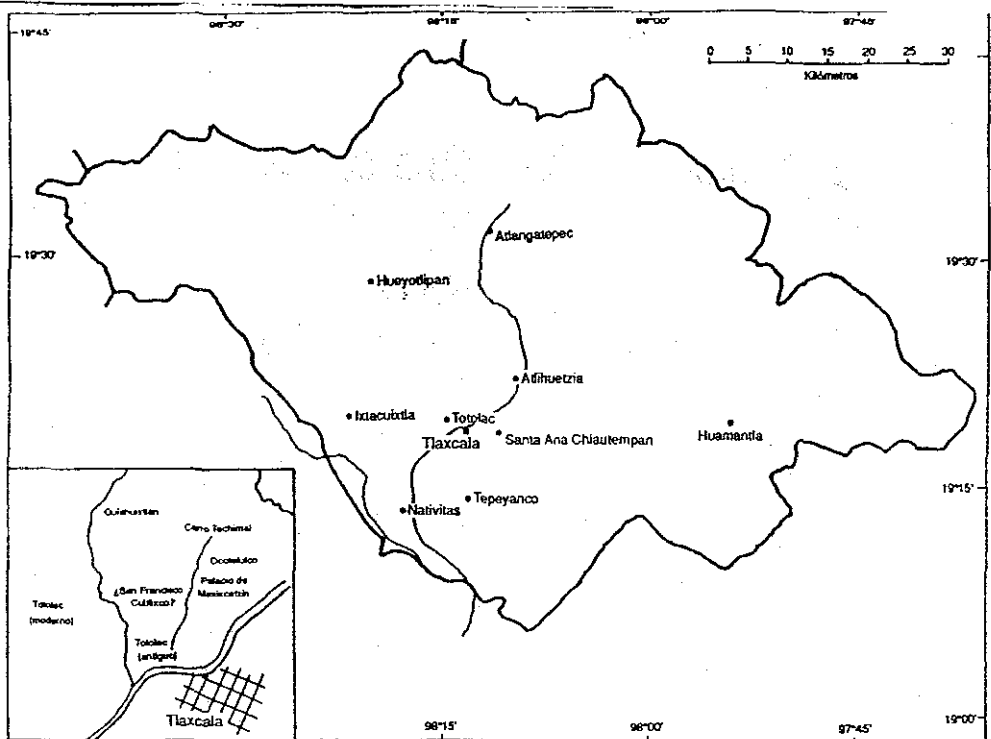 98°30'
98°15'
98°00'
97°45'
19°45'
0 5 10 15 20 25 30
Kilómetros
Atlangatepec
19°30'
19°30'
Hueyotlipan
Atlihuetzia
Ixtacuixtla
Totolac
Tlaxcala
Santa Ana Chiautempan
Huamantla
19°15'
Tepeyanco
Nativitas
Quiahuixtlan
Cerro Techimal
Ocotelulco
Palacio de
Maxixcatzin
¿San Francisco
Cuitlixco?
Totolac
(moderno)
Totolac
(antiguo)
Tlaxcala
98°15'
98°00'
97°45'
19°00'